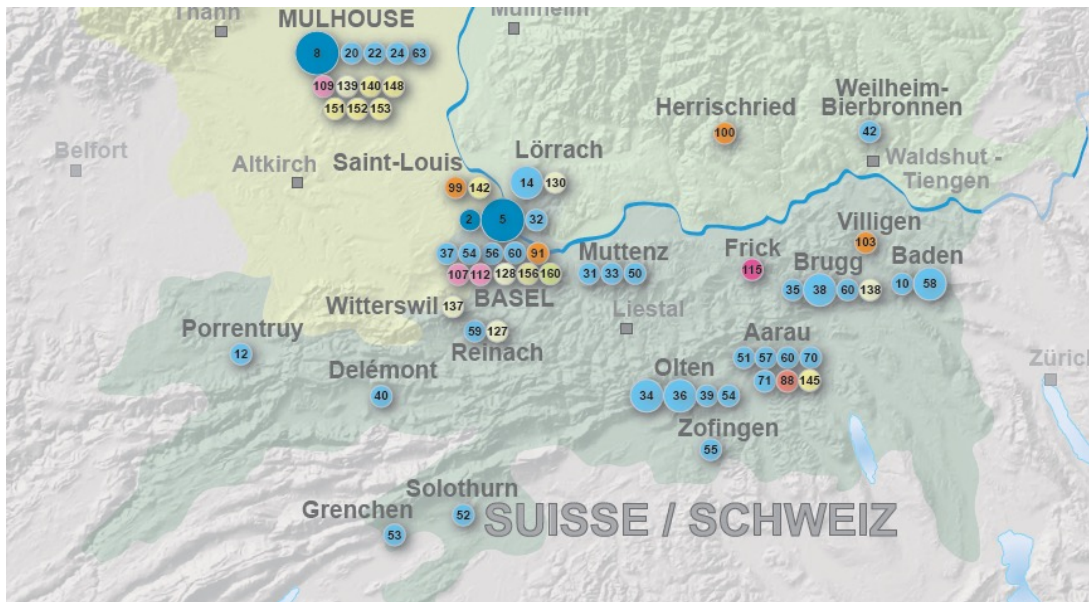 Thann
Müllheim
MULHOUSE
8 20 22 24 63
109 139 140 148
151 152 153
Herrischried
100
Weilheim-
Bierbronnen
42
Belfort
Altkirch
Saint-Louis
99 142
Lörrach
14 130
Waldshut -
Tiengen
2 5 32
37 54 56 60 91
107 112 128 156 160
BASEL
Muttenz
31 33 50
Frick
115
Villigen
103
Brugg
35 38 60 138
Baden
10 58
Witterswil 137
59 127
Reinach
Liestal
Porrentruy
12
Delémont
40
Aarau
51 57 60 70
71 88 145
Olten
34 36 39 54
Zürich
Zofingen
55
Solothurn
52
Grenchen
53
SUISSE / SCHWEIZ